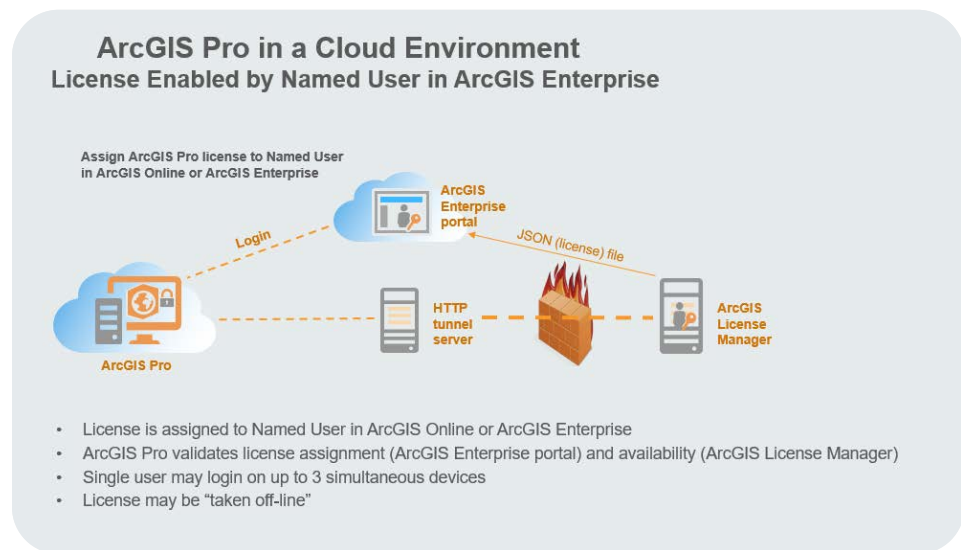 ArcGIS Pro in a Cloud Environment
License Enabled by Named User in ArcGIS Enterprise
Assign ArcGIS Pro license to Named User
in ArcGIS Online or ArcGIS Enterprise
ArcGIS
Enterprise
portal
Login
JSON (license) file
HTTP
tunnel
server
ArcGIS
License
Manager
ArcGIS Pro
• License is assigned to Named User in ArcGIS Online or ArcGIS Enterprise
• ArcGIS Pro validates license assignment (ArcGIS Enterprise portal) and availability (ArcGIS License Manager)
• Single user may login on up to 3 simultaneous devices
• License may be “taken off-line”